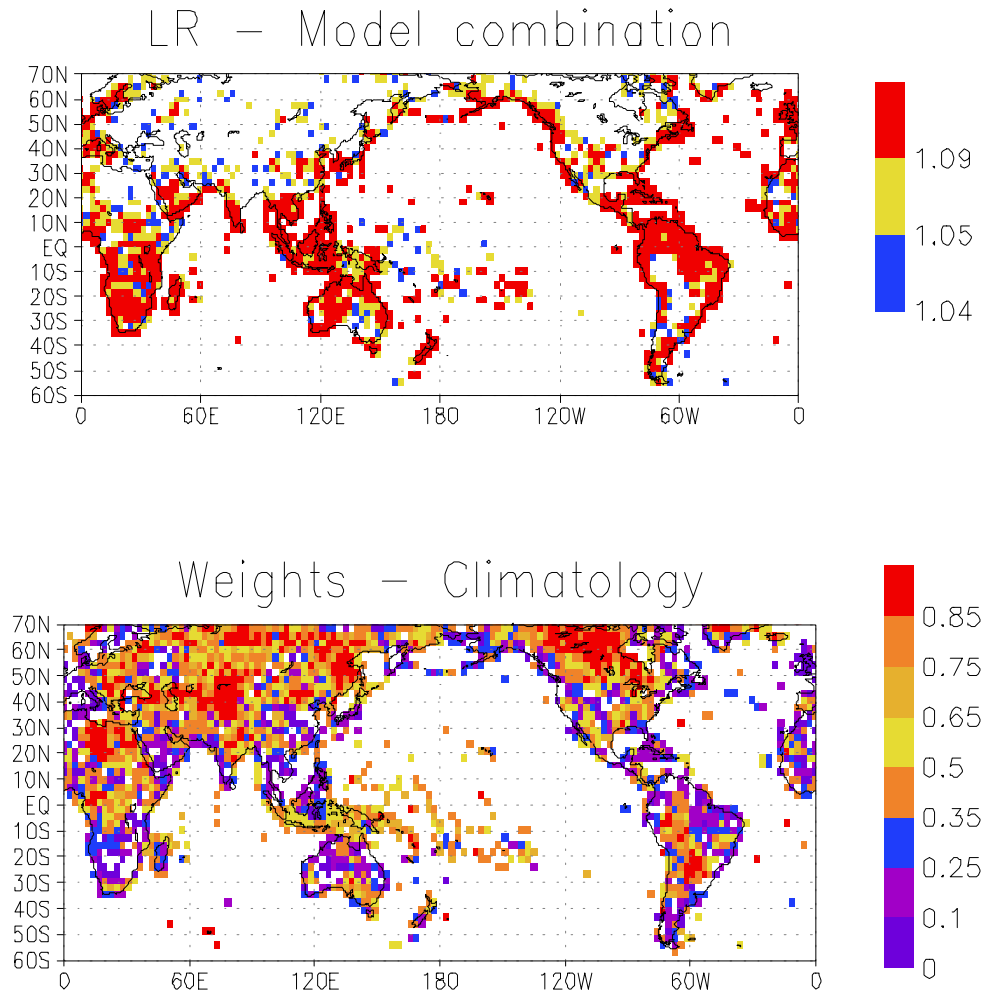 LR — Model combination
70N
60N
50N
40N
30N
20N
10N
EQ
10S
20S
30S
40S
50S
60S
0 60E 120E 180 120W 60W 0
1.09
1.05
1.04
Weights — Climatology
70N
60N
50N
40N
30N
20N
10N
EQ
10S
20S
30S
40S
50S
60S
0 60E 120E 180 120W 60W 0
0.85
0.75
0.65
0.5
0.35
0.25
0.1
0